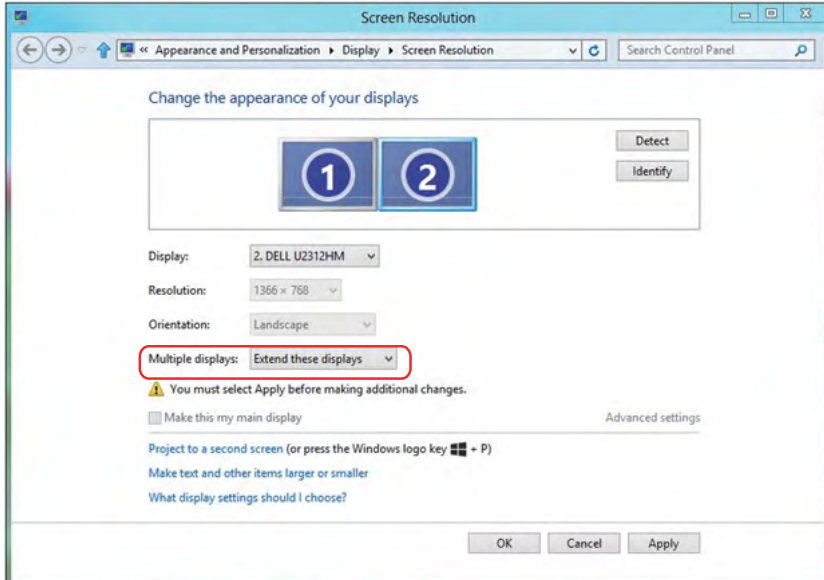 Screen Resolution
« Appearance and Personalization ▸ Display ▸ Screen Resolution
Search Control Panel
Change the appearance of your displays
1 2
Detect
Identify
Display: 2. DELL U2312HM
Resolution: 1366 × 768
Orientation: Landscape
Multiple displays: Extend these displays
You must select Apply before making additional changes.
Make this my main display Advanced settings
Project to a second screen (or press the Windows logo key + P)
Make text and other items larger or smaller
What display settings should I choose?
OK Cancel Apply